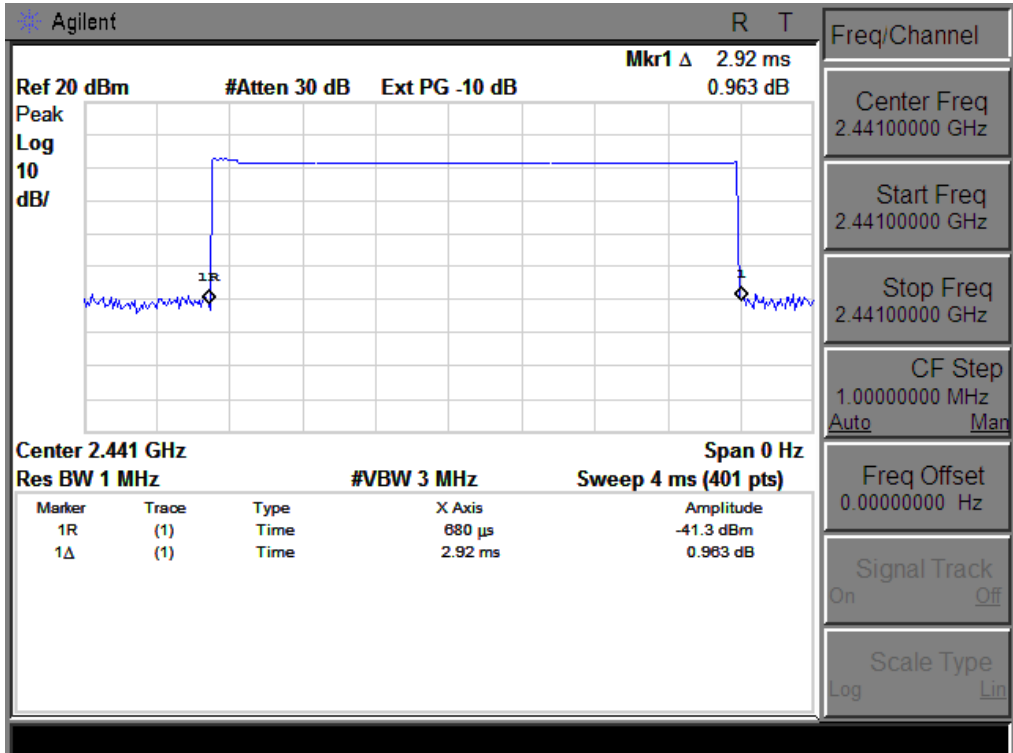 Agilent R T
Mkr1 Δ 2.92 ms
Ref 20 dBm #Atten 30 dB Ext PG -10 dB 0.963 dB
Peak
Log
10
dB/
1R
1
Center 2.441 GHz Span 0 Hz
Res BW 1 MHz #VBW 3 MHz Sweep 4 ms (401 pts)
Marker Trace Type X Axis Amplitude
1R (1) Time 680 µs -41.3 dBm
1Δ (1) Time 2.92 ms 0.963 dB
Freq/Channel
Center Freq
2.44100000 GHz
Start Freq
2.44100000 GHz
Stop Freq
2.44100000 GHz
CF Step
1.00000000 MHz
Auto Man
Freq Offset
0.00000000 Hz
Signal Track
On Off
Scale Type
Log Lin